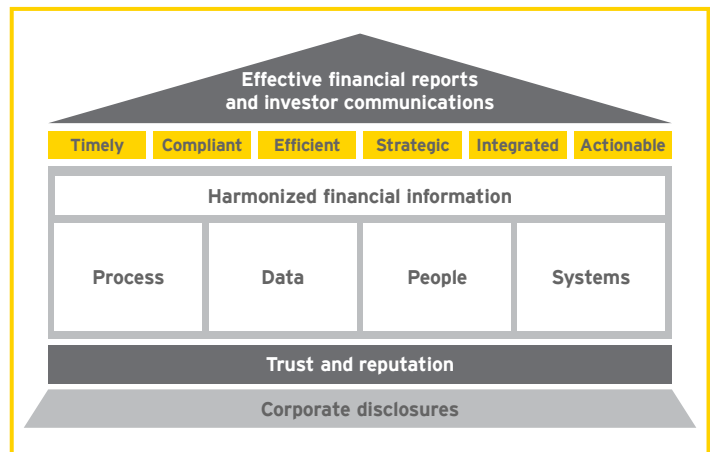 Effective financial reports
and investor communications
Timely Compliant Efficient Strategic Integrated Actionable
Harmonized financial information
Process Data People Systems
Trust and reputation
Corporate disclosures